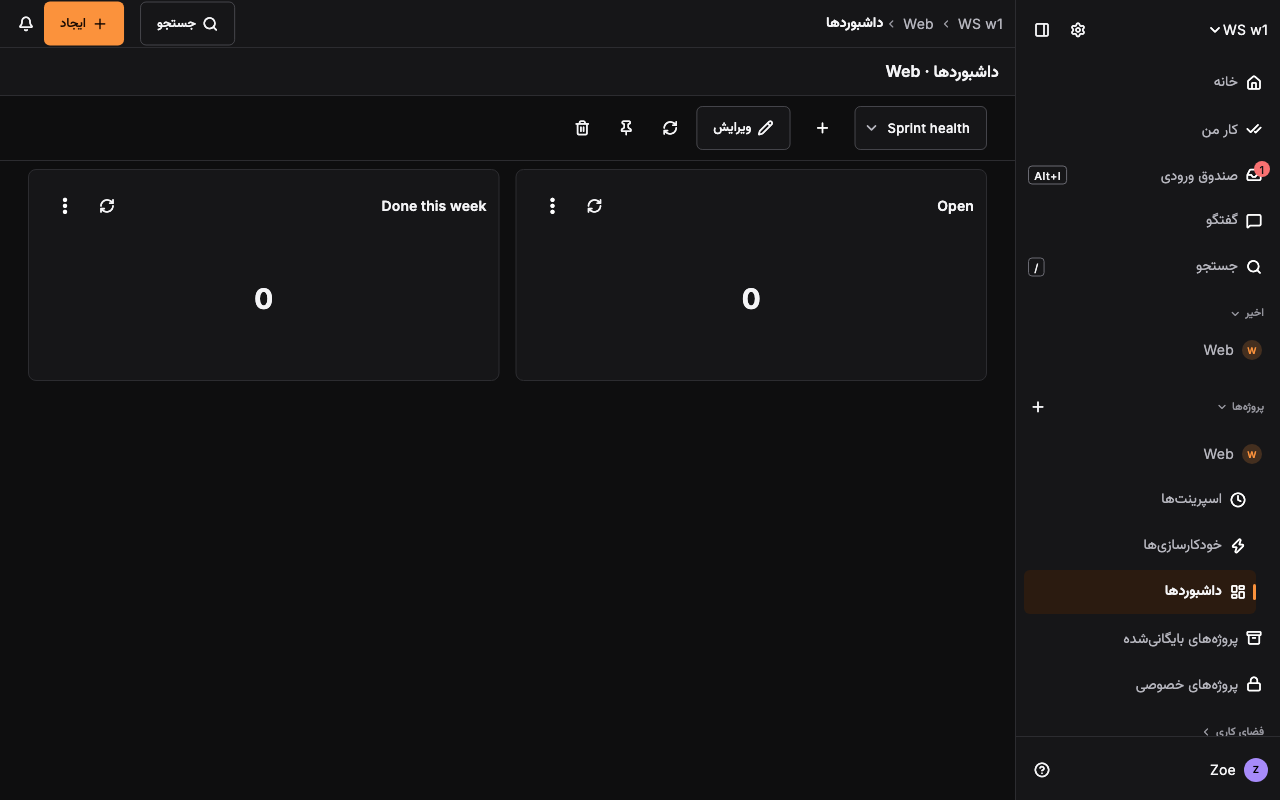 WS w1
خانه
کار من
صندوق ورودی
1
Alt+I
گفتگو
جستجو
/
اخیر
W
Web
پروژه‌ها
W
Web
اسپرینت‌ها
خودکارسازی‌ها
داشبوردها
پروژه‌های بایگانی‌شده
پروژه‌های خصوصی
فضای کاری
Z
Zoe
WS w1 › Web › داشبوردها
جستجو
ایجاد
داشبوردها · Web
Sprint health
ویرایش
Open
0
Done this week
0